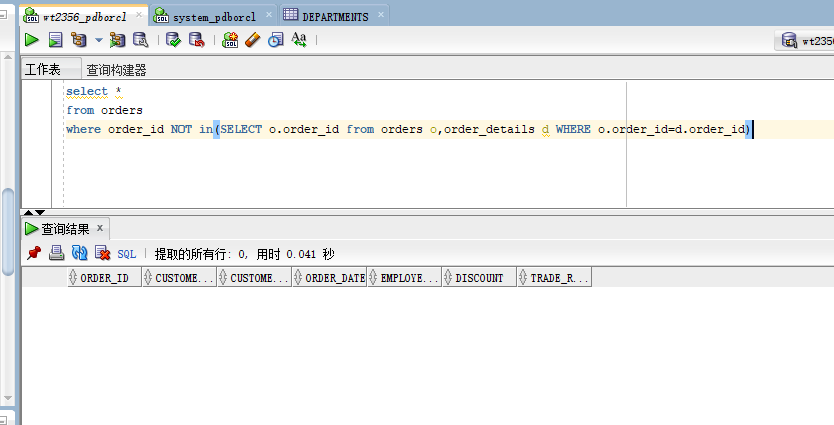 wt2356_pdborcl
system_pdborcl
DEPARTMENTS
SQL
Aa
wt2356
工作表
查询构建器
select *
from orders
where order_id NOT in(SELECT o.order_id from orders o,order_details d WHERE o.order_id=d.order_id)
查询结果 x
SQL | 提取的所有行: 0, 用时 0.041 秒
ORDER_ID CUSTOME... CUSTOME... ORDER_DATE EMPLOYE... DISCOUNT TRADE_R...